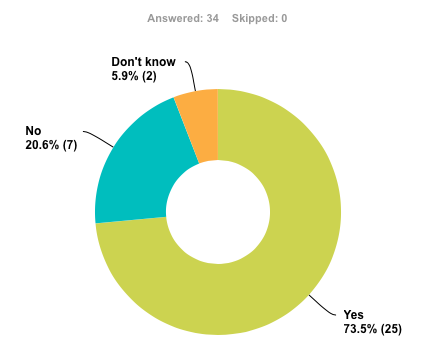 Answered: 34 Skipped: 0
Don't know
5.9% (2)
No
20.6% (7)
Yes
73.5% (25)